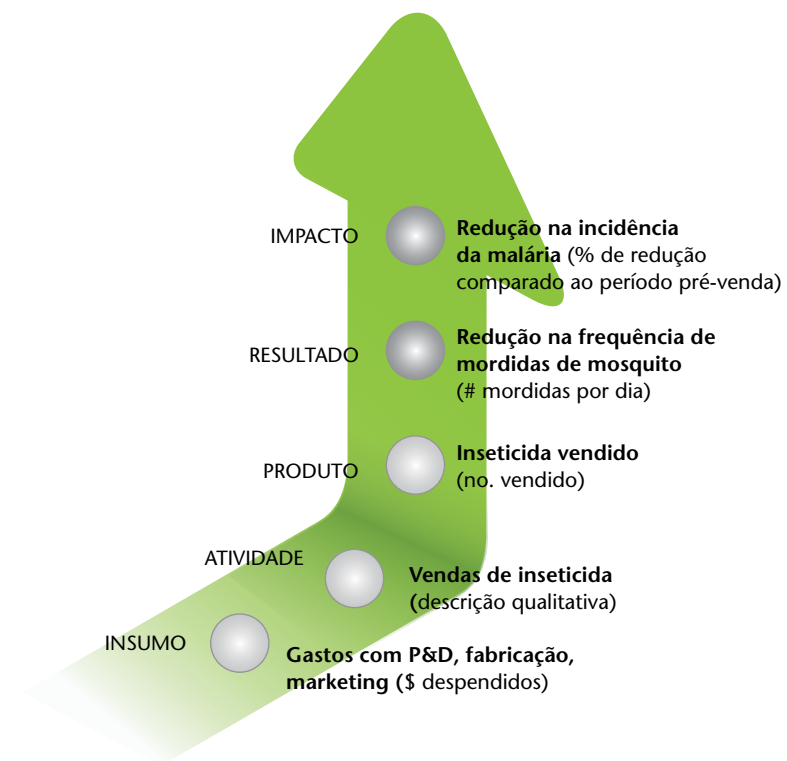 IMPACTO
Redução na incidência
da malária (% de redução
comparado ao período pré-venda)
RESULTADO
Redução na frequência de
mordidas de mosquito
(# mordidas por dia)
PRODUTO
Inseticida vendido
(no. vendido)
ATIVIDADE
Vendas de inseticida
(descrição qualitativa)
INSUMO
Gastos com P&D, fabricação,
marketing ($ despendidos)